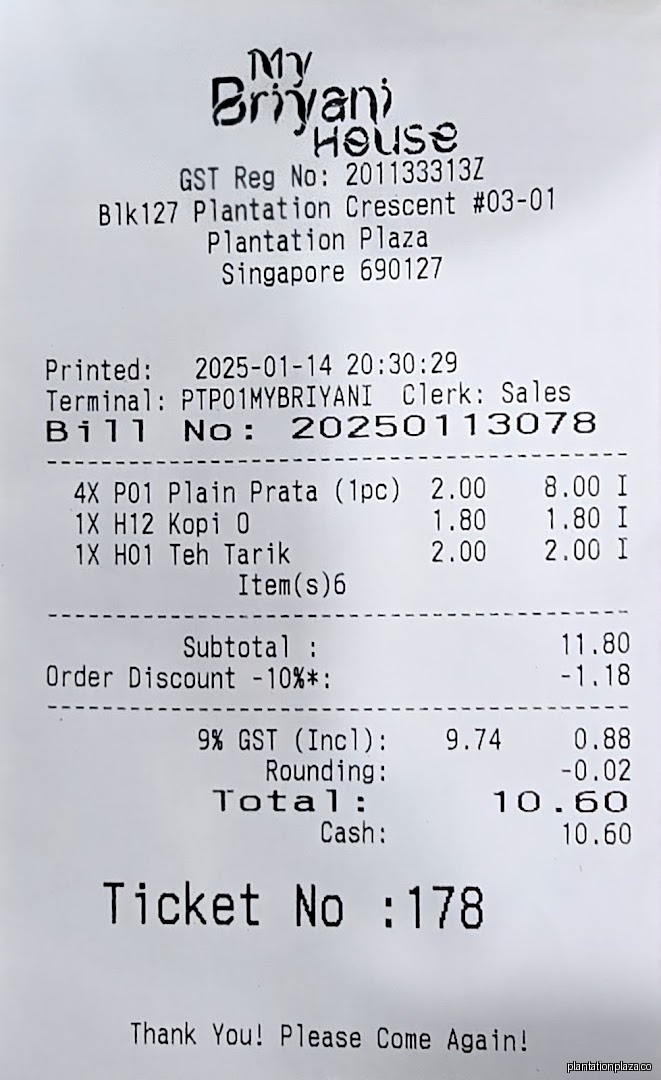 My
Briyani
House
GST Reg No: 201133313Z
Blk127 Plantation Crescent #03-01
Plantation Plaza
Singapore 690127
Printed: 2025-01-14 20:30:29
Terminal: PTP01MYBRIYANI Clerk: Sales
Bill No: 20250113078
4X P01 Plain Prata (1pc) 2.00 8.00 I
1X H12 Kopi O 1.80 1.80 I
1X H01 Teh Tarik 2.00 2.00 I
Item(s)6
Subtotal : 11.80
Order Discount -10%*: -1.18
9% GST (Incl): 9.74 0.88
Rounding: -0.02
Total: 10.60
Cash: 10.60
Ticket No :178
Thank You! Please Come Again!
plantationplaza.co